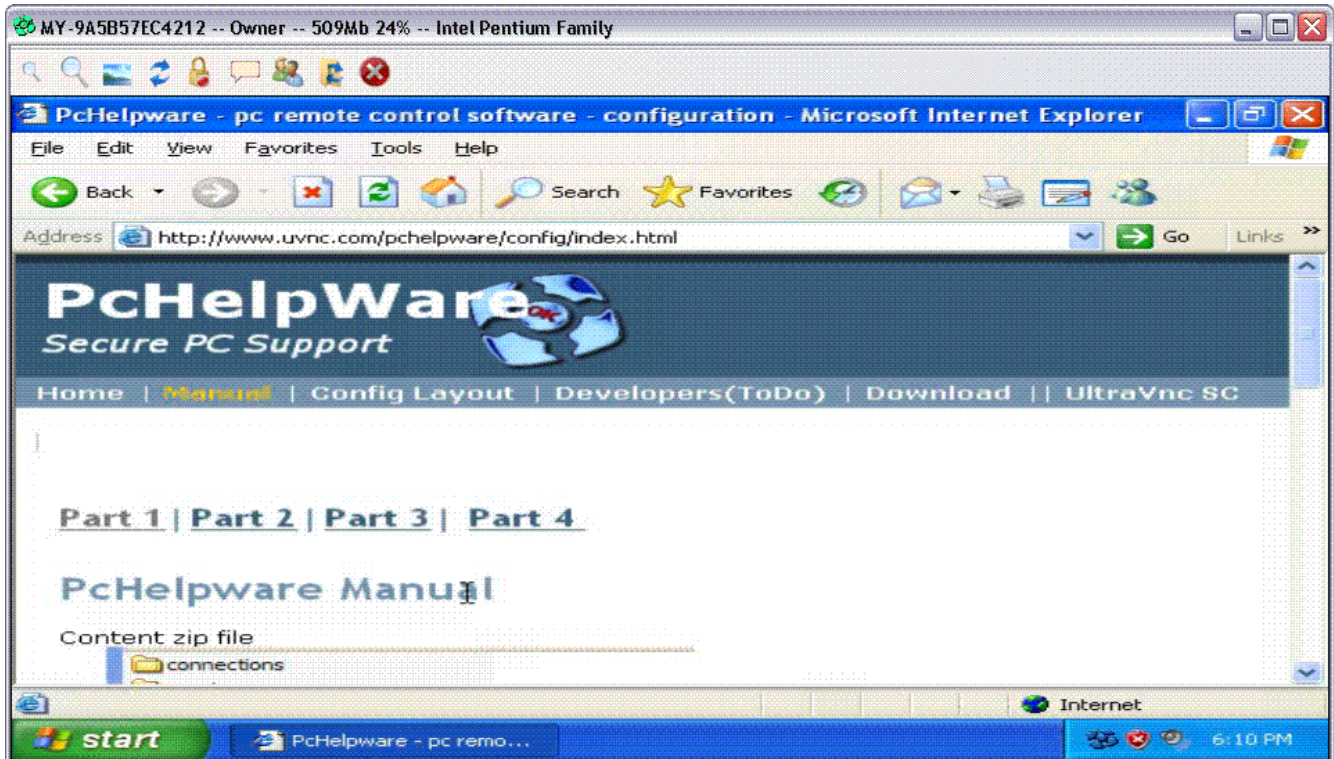 MY-9A5B57EC4212 -- Owner -- 509Mb 24% -- Intel Pentium Family
PcHelpware - pc remote control software - configuration - Microsoft Internet Explorer
File Edit View Favorites Tools Help
Back Search Favorites
Address http://www.uvnc.com/pchelpware/config/index.html Go Links »
PcHelpWare
OK
Secure PC Support
Home | Manual | Config Layout | Developers(ToDo) | Download || UltraVnc SC
Part 1 | Part 2 | Part 3 | Part 4
PcHelpware Manual
Content zip file
connections
Internet
start PcHelpware - pc remo... 6:10 PM